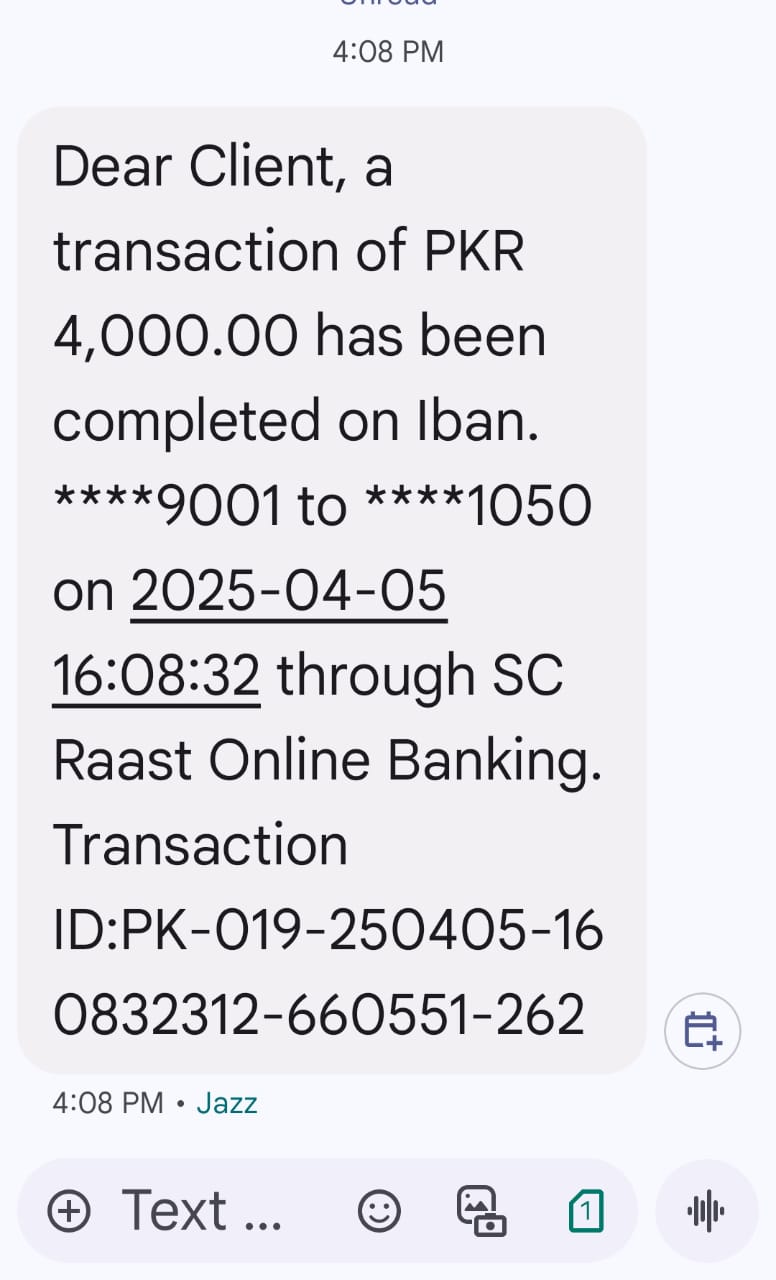 4:08 PM
Dear Client, a
transaction of PKR
4,000.00 has been
completed on Iban.
****9001 to ****1050
on 2025-04-05
16:08:32 through SC
Raast Online Banking.
Transaction
ID:PK-019-250405-16
0832312-660551-262
4:08 PM • Jazz
Text ...
1